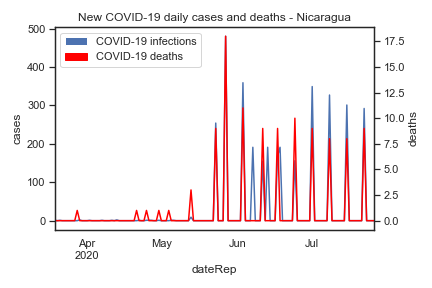 New COVID-19 daily cases and deaths - Nicaragua
COVID-19 infections
COVID-19 deaths
500
400
300
200
100
0
cases
17.5
15.0
12.5
10.0
7.5
5.0
2.5
0.0
deaths
Apr
2020
May
Jun
Jul
dateRep